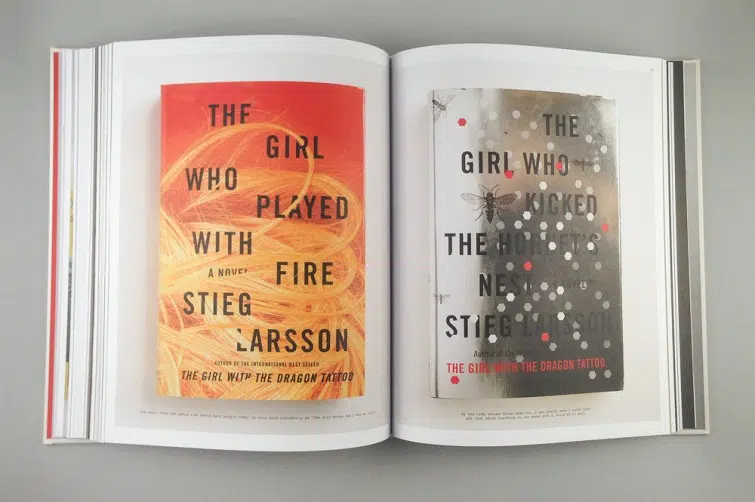 THE
GIRL
WHO
PLAYED
WITH
A NOVEL
FIRE
STIEG
LARSSON
AUTHOR OF THE INTERNATIONAL BEST SELLER
THE GIRL WITH THE DRAGON TATTOO
THE
GIRL WHO
KICKED
THE HORNET'S
NEST
STIEG LARSSON
Author of the
THE GIRL WITH THE DRAGON TATTOO